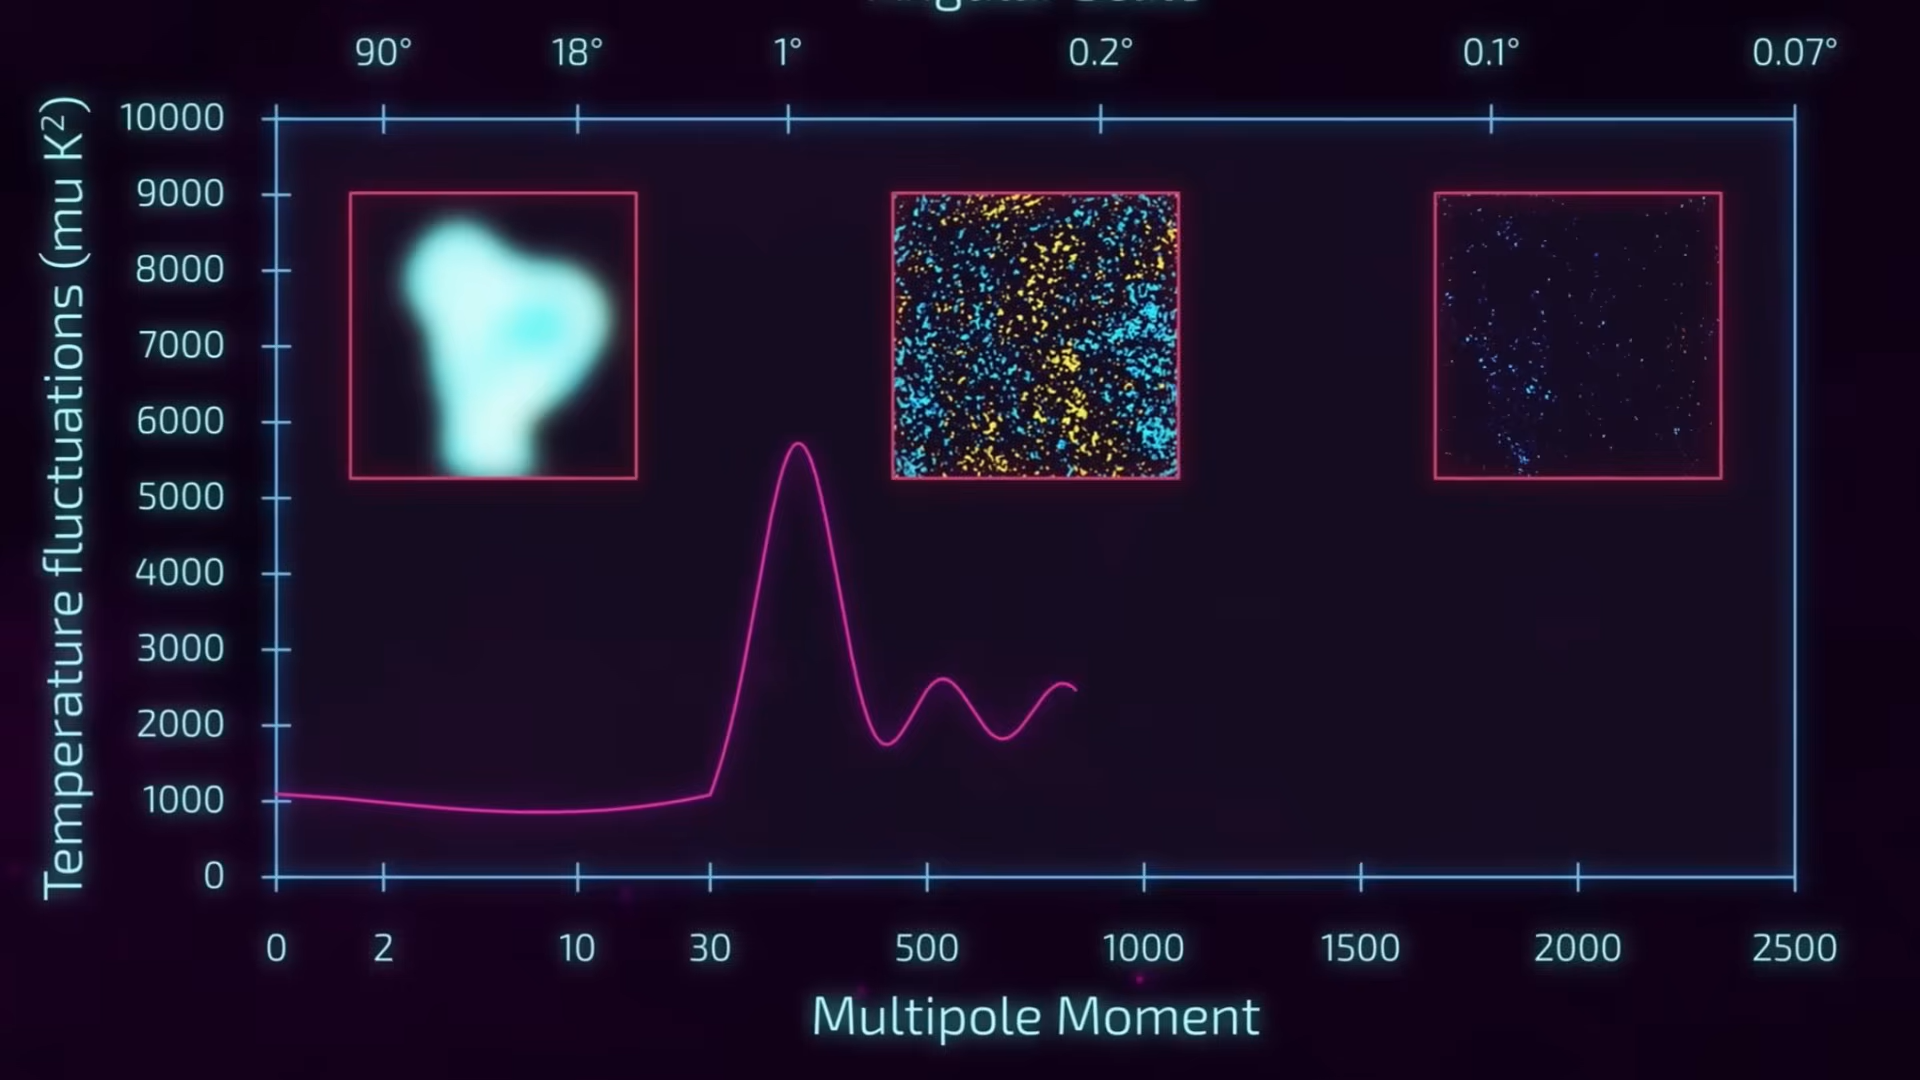 90° 18° 1° 0.2° 0.1° 0.07°
Temperature fluctuations (mu K²)
10000
9000
8000
7000
6000
5000
4000
3000
2000
1000
0
0 2 10 30 500 1000 1500 2000 2500
Multipole Moment